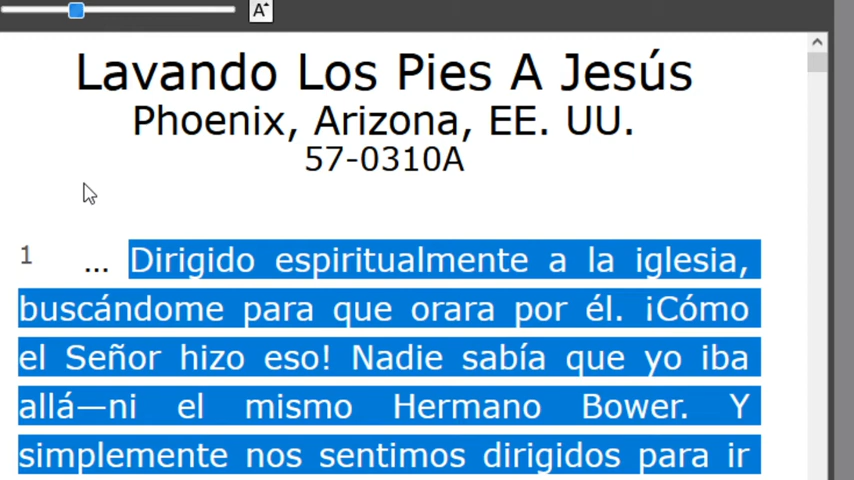 A
Lavando Los Pies A Jesús
Phoenix, Arizona, EE. UU.
57-0310A
1 ... Dirigido espiritualmente a la iglesia,
buscándome para que orara por él. ¡Cómo
el Señor hizo eso! Nadie sabía que yo iba
allá—ni el mismo Hermano Bower. Y
simplemente nos sentimos dirigidos para ir